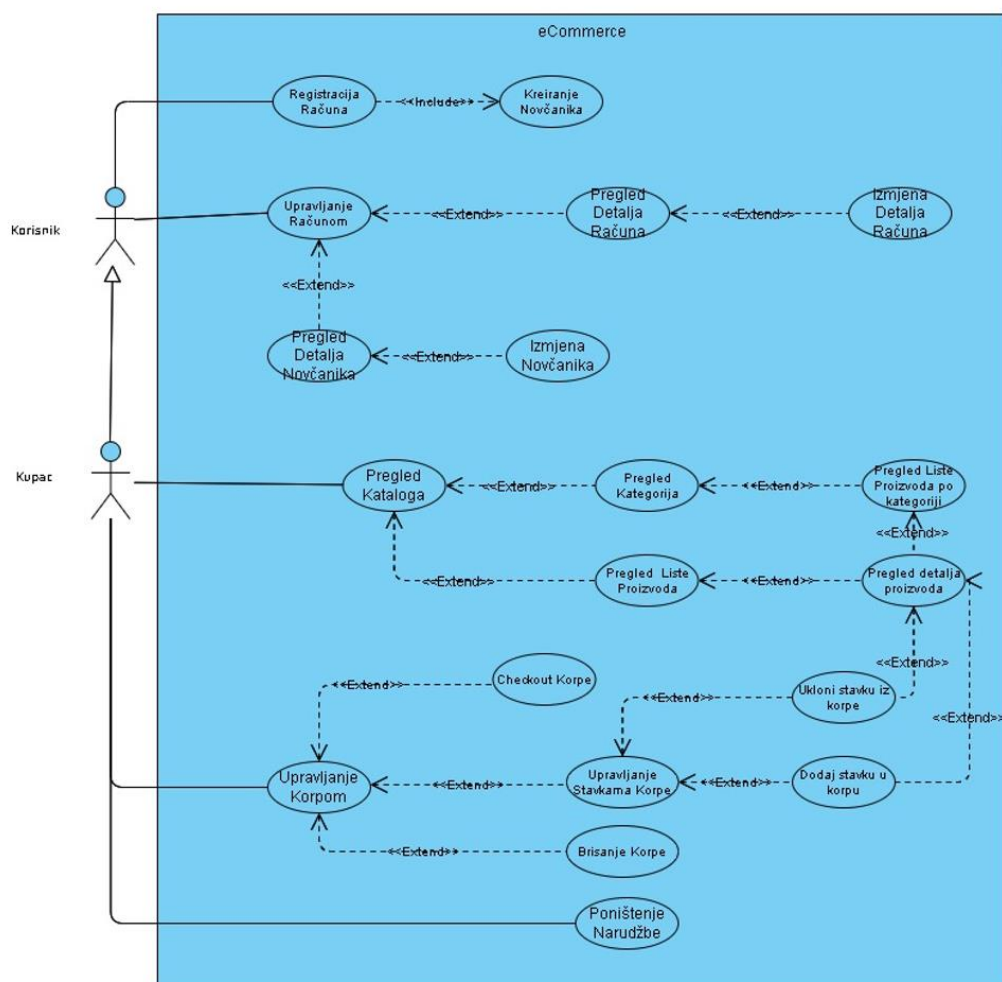 eCommerce
Registracija
Računa
<<Include>>
Kreiranje
Novčanika
Korisnik
Upravljanje
Računom
<<Extend>>
Pregled
Detalja
Računa
<<Extend>>
Izmjena
Detalja
Računa
<<Extend>>
Pregled
Detalja
Novčanika
<<Extend>>
Izmjena
Novčanika
Kupac
Pregled
Kataloga
<<Extend>>
Pregled
Kategorija
<<Extend>>
Pregled Liste
Proizvoda po
kategoriji
<<Extend>>
<<Extend>>
Pregled Liste
Proizvoda
<<Extend>>
Pregled detalja
proizvoda
<<Extend>>
<<Extend>>
<<Extend>>
Checkout Korpe
<<Extend>>
Ukloni stavku iz
korpe
<<Extend>>
Upravljanje
Korpom
<<Extend>>
Upravljanje
Stavkama Korpe
<<Extend>>
Dodaj stavku u
korpu
<<Extend>>
Brisanje Korpe
Poništenje
Narudžbe